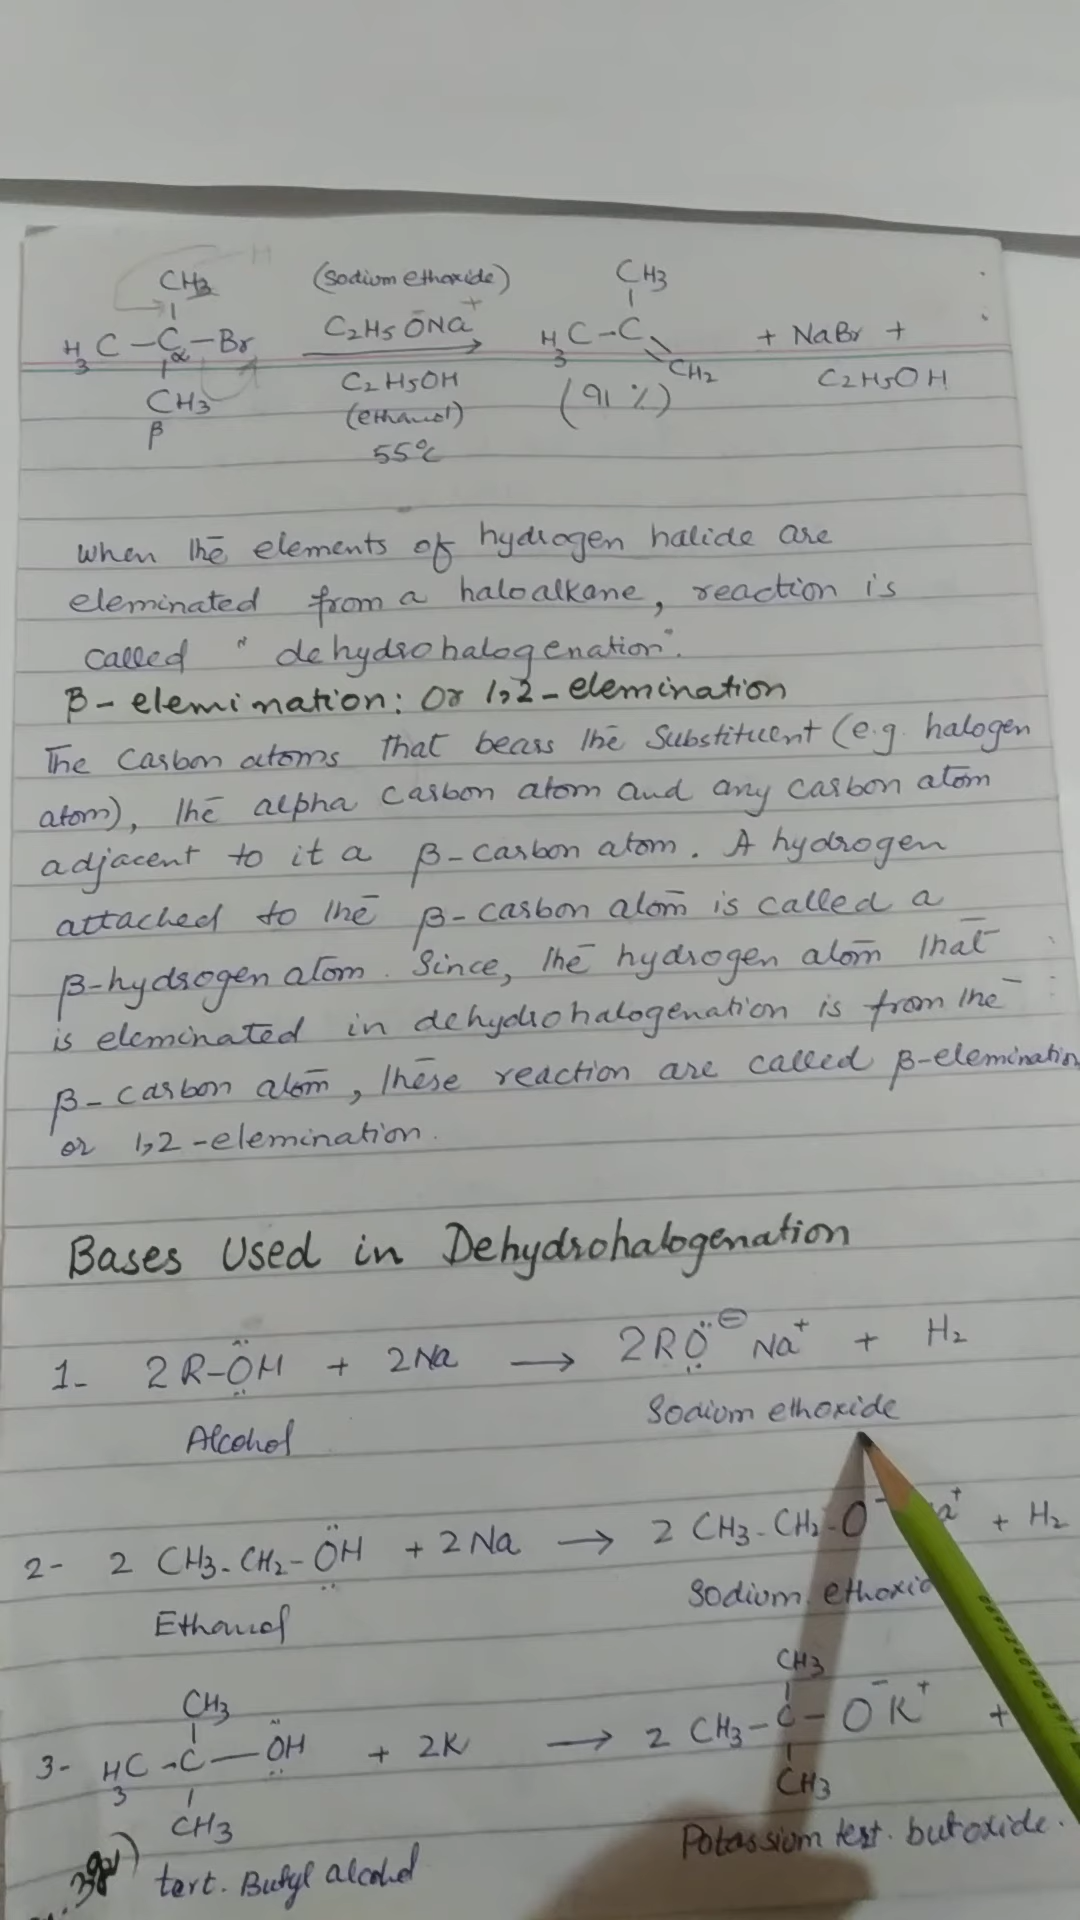 CH3 (Sodium ethoxide) CH3
H3C-C-Br C2H5ŌNa+ H3C-C + NaBr +
α C2H5OH CH2 C2H5OH
CH3 (ethanol) (91 %)
β 55°C
When the elements of hydrogen halide are
eleminated from a haloalkane, reaction is
called " dehydrohalogenation".
β- elemination: Or 1,2-elemination
The Carbon atoms that bears the Substituent (e.g. halogen
atom), the alpha carbon atom and any carbon atom
adjacent to it a β-carbon atom. A hydrogen
attached to the β-carbon atom is called a
β-hydrogen atom. Since, the hydrogen atom that
is eleminated in dehydrohalogenation is from the
β-carbon atom, these reaction are called β-elemination
or 1,2-elemination.
Bases Used in Dehydrohalogenation
1- 2R-ÖH + 2Na → 2RÖ⊖ Na+ + H2
Alcohol Sodium ethoxide
2- 2 CH3-CH2-ÖH + 2Na → 2 CH3-CH2-O- a+ + H2
Ethanol Sodium ethoxi
CH3 CH3
3- H3C-C-ÖH + 2K → 2 CH3-C-O-K+ +
CH3 CH3
tert. Butyl alcohol Potassium tert. butoxide.